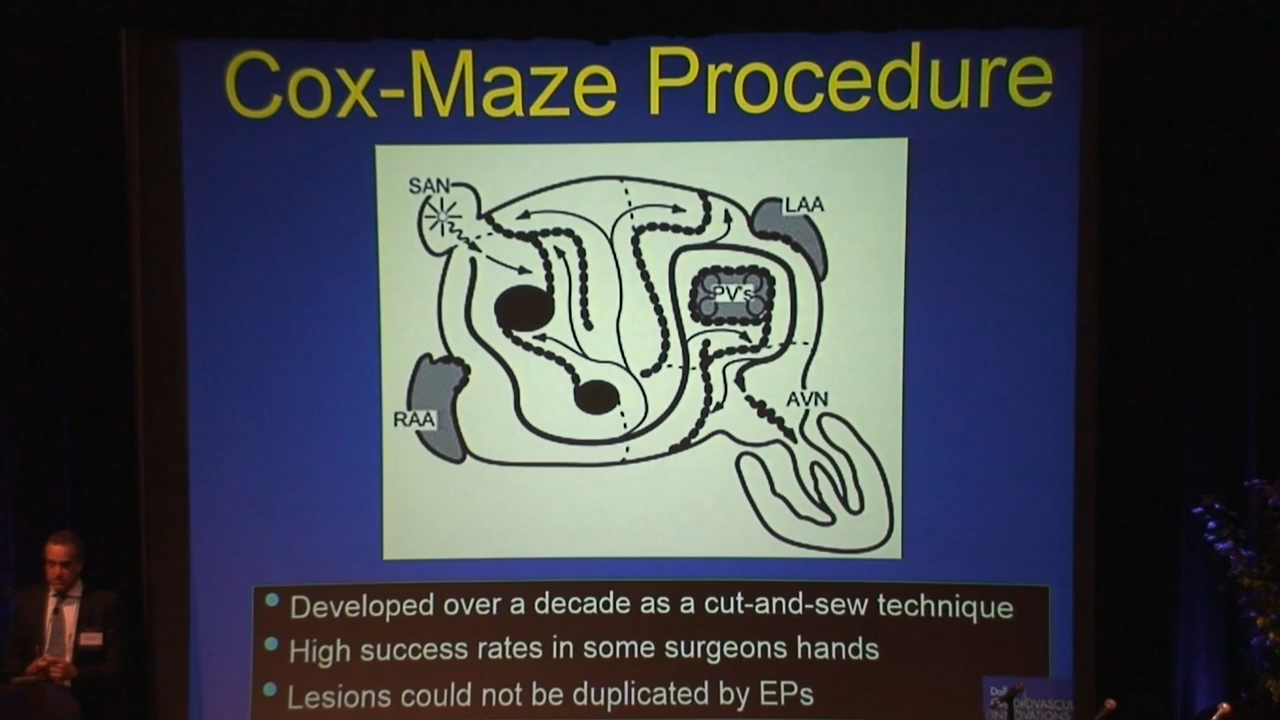 Cox-Maze Procedure
SAN
LAA
PV's
AVN
RAA
Developed over a decade as a cut-and-sew technique
High success rates in some surgeons hands
Lesions could not be duplicated by EPs